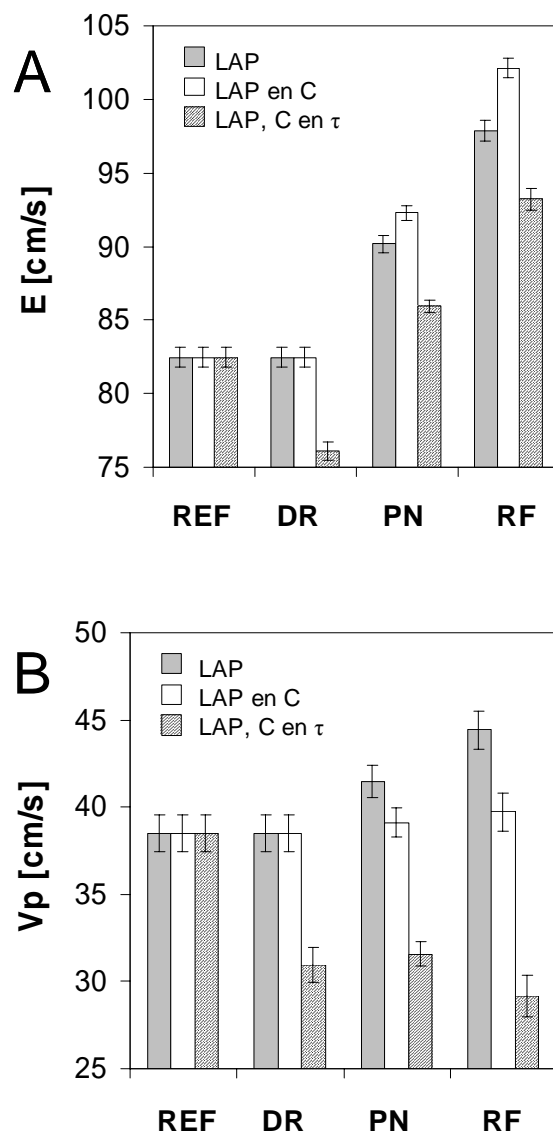 A
E [cm/s]
105
100
95
90
85
80
75
LAP
LAP en C
LAP, C en τ
REF DR PN RF
B
Vp [cm/s]
50
45
40
35
30
25
LAP
LAP en C
LAP, C en τ
REF DR PN RF